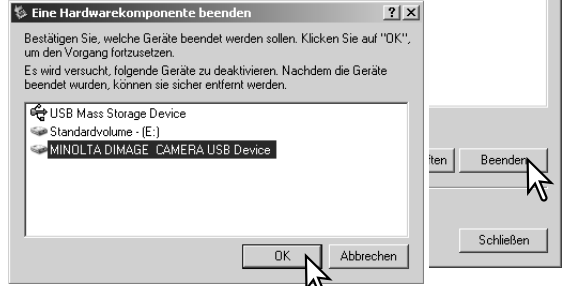 Eine Hardwarekomponente beenden
Bestätigen Sie, welche Geräte beendet werden sollen. Klicken Sie auf "OK",
um den Vorgang fortzusetzen.
Es wird versucht, folgende Geräte zu deaktivieren. Nachdem die Geräte
beendet wurden, können sie sicher entfernt werden.
USB Mass Storage Device
Standardvolume - (E:)
MINOLTA DIMAGE CAMERA USB Device
OK
Abbrechen
ften
Beenden
Schließen